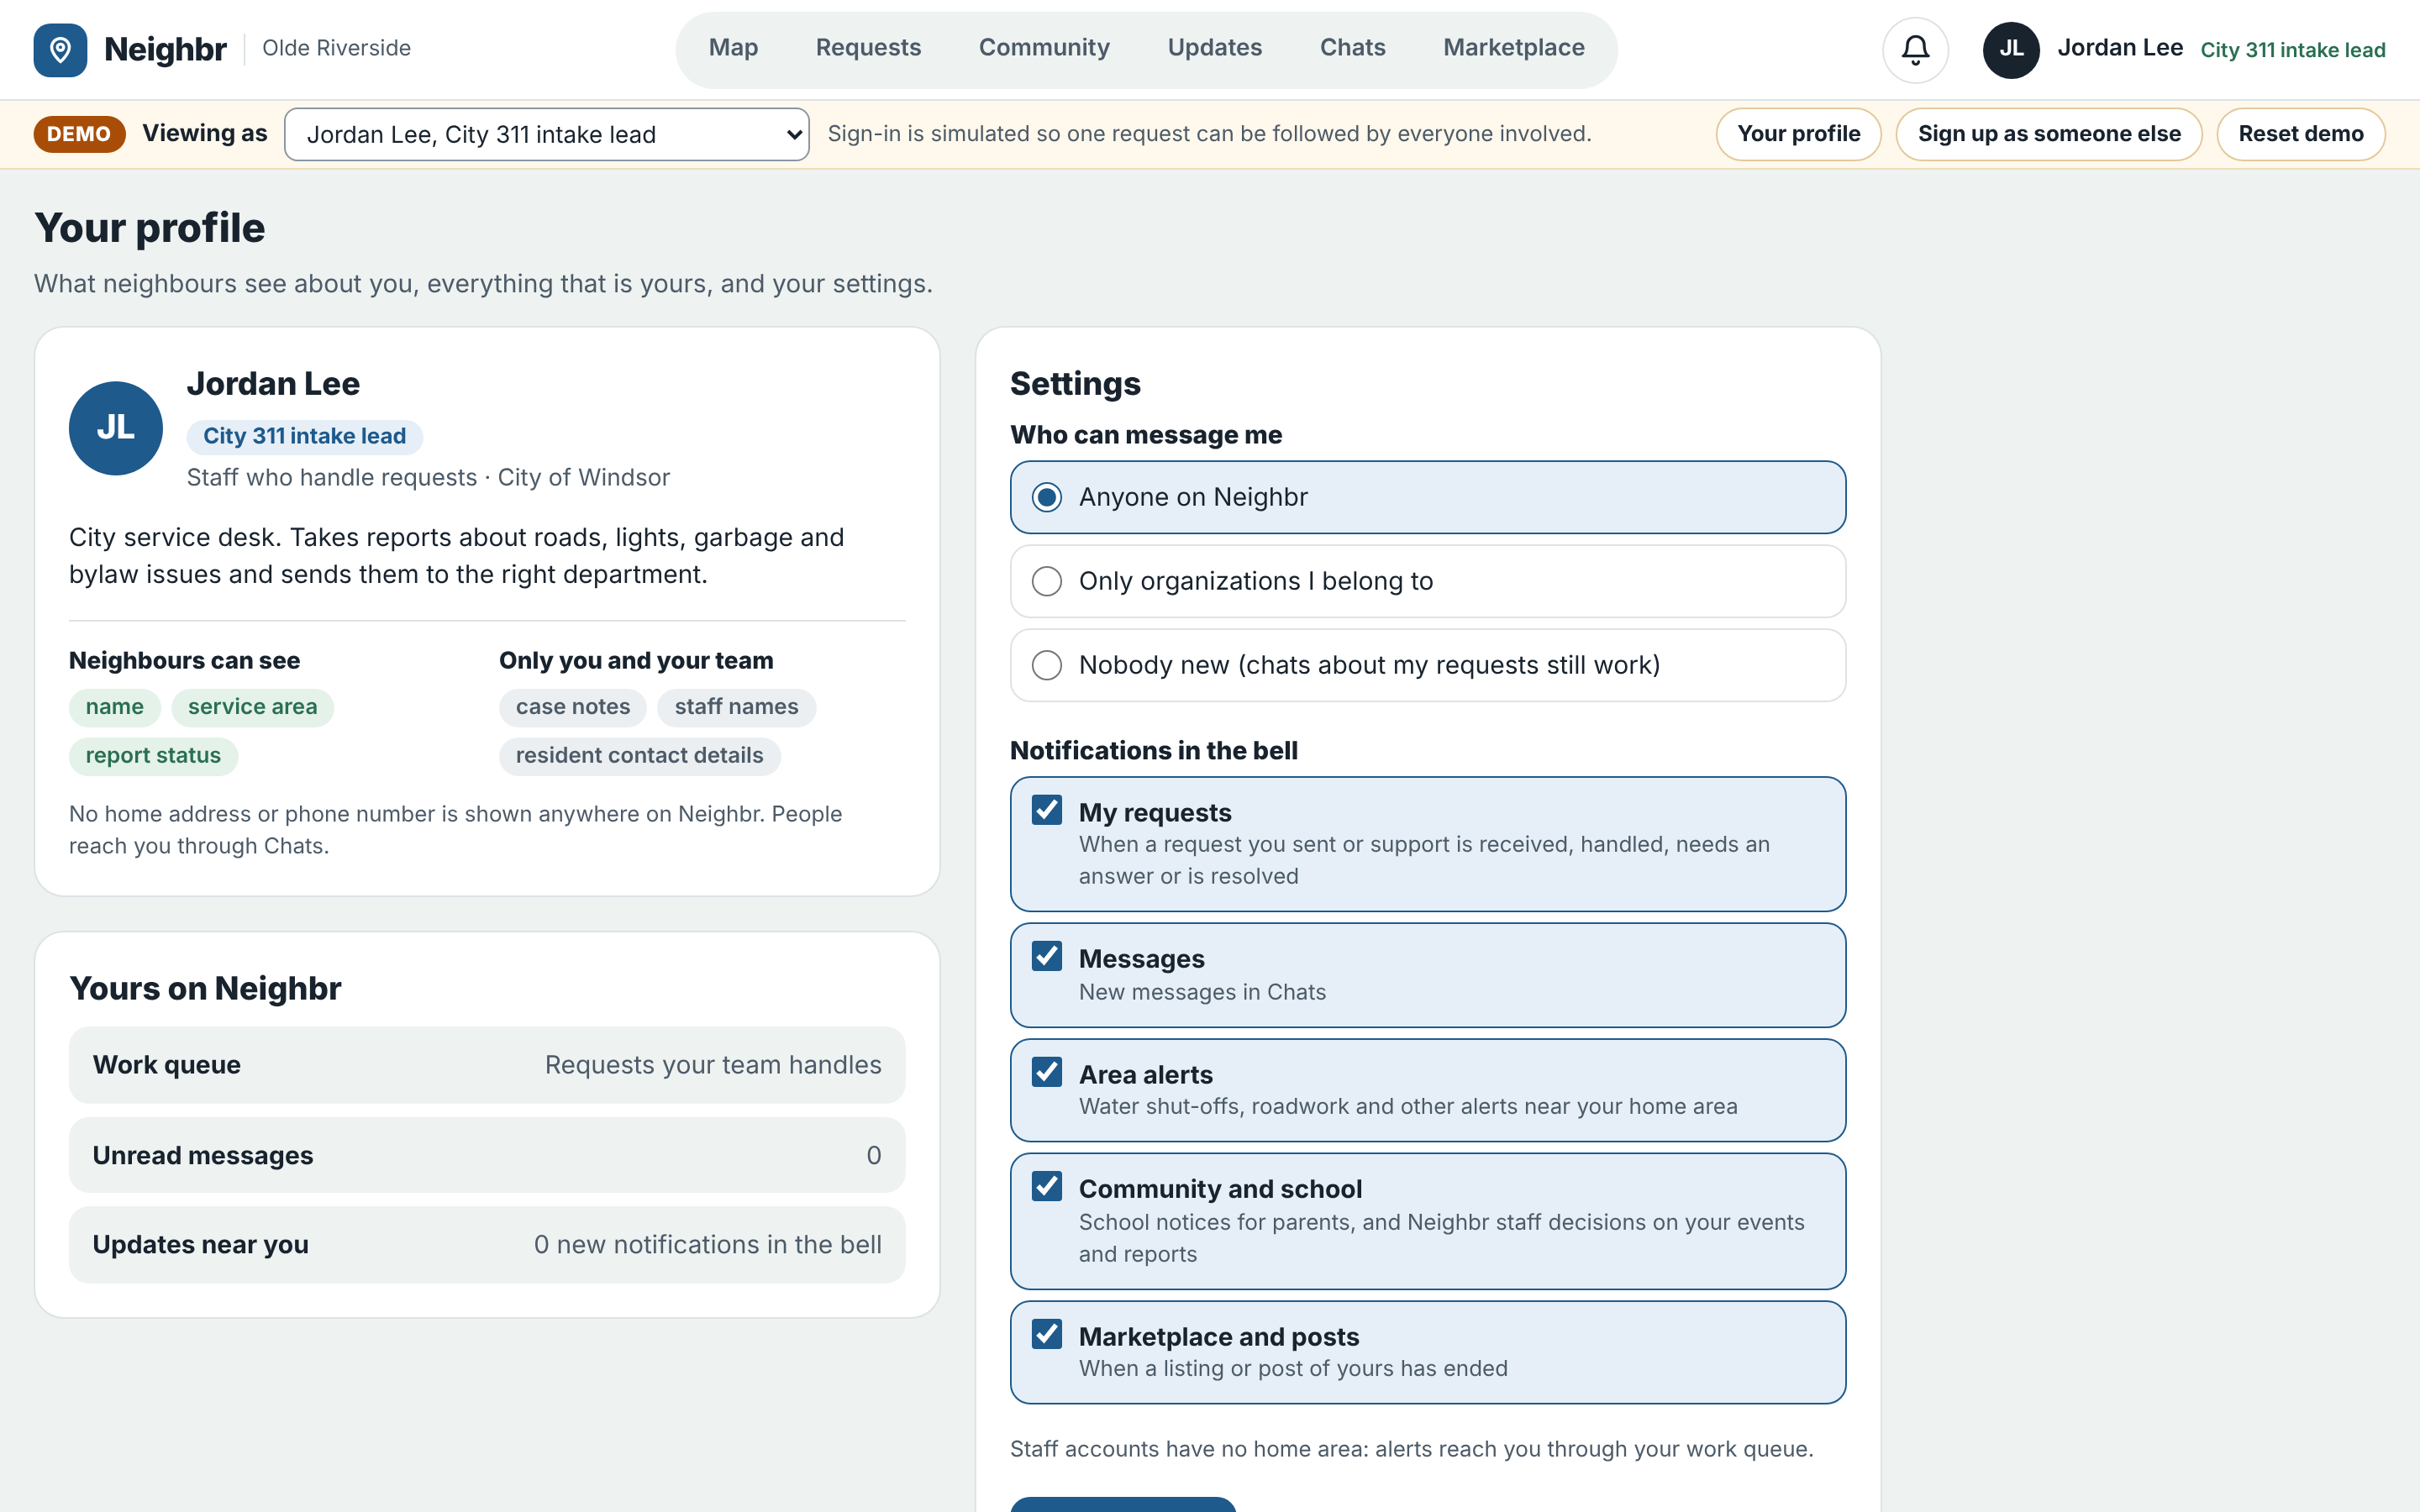 Neighbr
Olde Riverside
Map
Requests
Community
Updates
Chats
Marketplace
JL
Jordan Lee
City 311 intake lead
DEMO
Viewing as
Jordan Lee, City 311 intake lead
Sign-in is simulated so one request can be followed by everyone involved.
Your profile
Sign up as someone else
Reset demo
Your profile
What neighbours see about you, everything that is yours, and your settings.
JL
Jordan Lee
City 311 intake lead
Staff who handle requests · City of Windsor
City service desk. Takes reports about roads, lights, garbage and
bylaw issues and sends them to the right department.
Neighbours can see
name
service area
report status
Only you and your team
case notes
staff names
resident contact details
No home address or phone number is shown anywhere on Neighbr. People
reach you through Chats.
Yours on Neighbr
Work queue
Requests your team handles
Unread messages
0
Updates near you
0 new notifications in the bell
Settings
Who can message me
Anyone on Neighbr
Only organizations I belong to
Nobody new (chats about my requests still work)
Notifications in the bell
My requests
When a request you sent or support is received, handled, needs an
answer or is resolved
Messages
New messages in Chats
Area alerts
Water shut-offs, roadwork and other alerts near your home area
Community and school
School notices for parents, and Neighbr staff decisions on your events
and reports
Marketplace and posts
When a listing or post of yours has ended
Staff accounts have no home area: alerts reach you through your work queue.